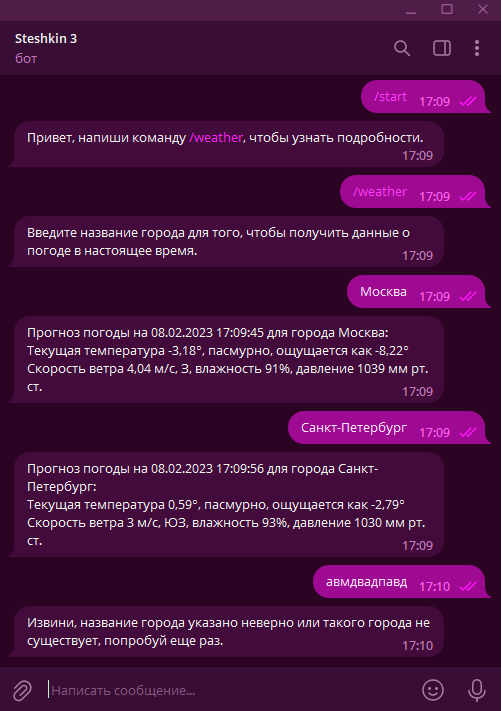 Steshkin 3
бот
/start 17:09
Привет, напиши команду /weather, чтобы узнать подробности.
17:09
/weather 17:09
Введите название города для того, чтобы получить данные о
погоде в настоящее время.
17:09
Москва 17:09
Прогноз погоды на 08.02.2023 17:09:45 для города Москва:
Текущая температура -3,18°, пасмурно, ощущается как -8,22°
Скорость ветра 4,04 м/с, З, влажность 91%, давление 1039 мм рт.
ст.
17:09
Санкт-Петербург 17:09
Прогноз погоды на 08.02.2023 17:09:56 для города Санкт-
Петербург:
Текущая температура 0,59°, пасмурно, ощущается как -2,79°
Скорость ветра 3 м/с, ЮЗ, влажность 93%, давление 1030 мм рт.
ст.
17:09
авмдвадпавд 17:10
Извини, название города указано неверно или такого города не
существует, попробуй еще раз.
17:10
Написать сообщение...